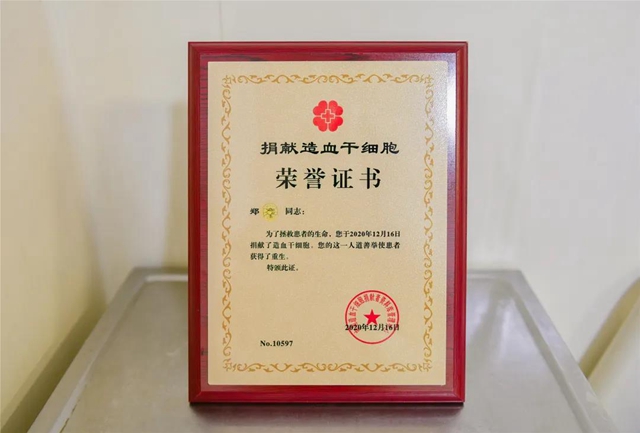 捐献造血干细胞
荣誉证书
郑 同志:
为了拯救患者的生命,您于2020年12月16日
捐献了造血干细胞。您的这一人道善举使患者
获得了重生。
特颁此证。
2020年12月16日
No.10597